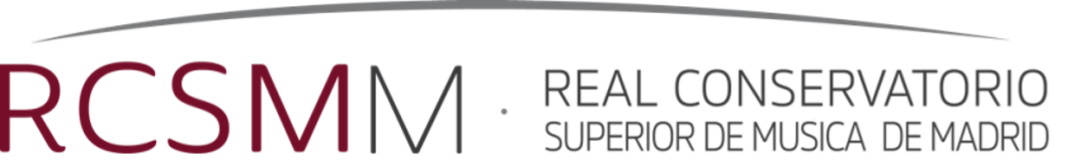 RCSMM · REAL CONSERVATORIO
SUPERIOR DE MUSICA DE MADRID